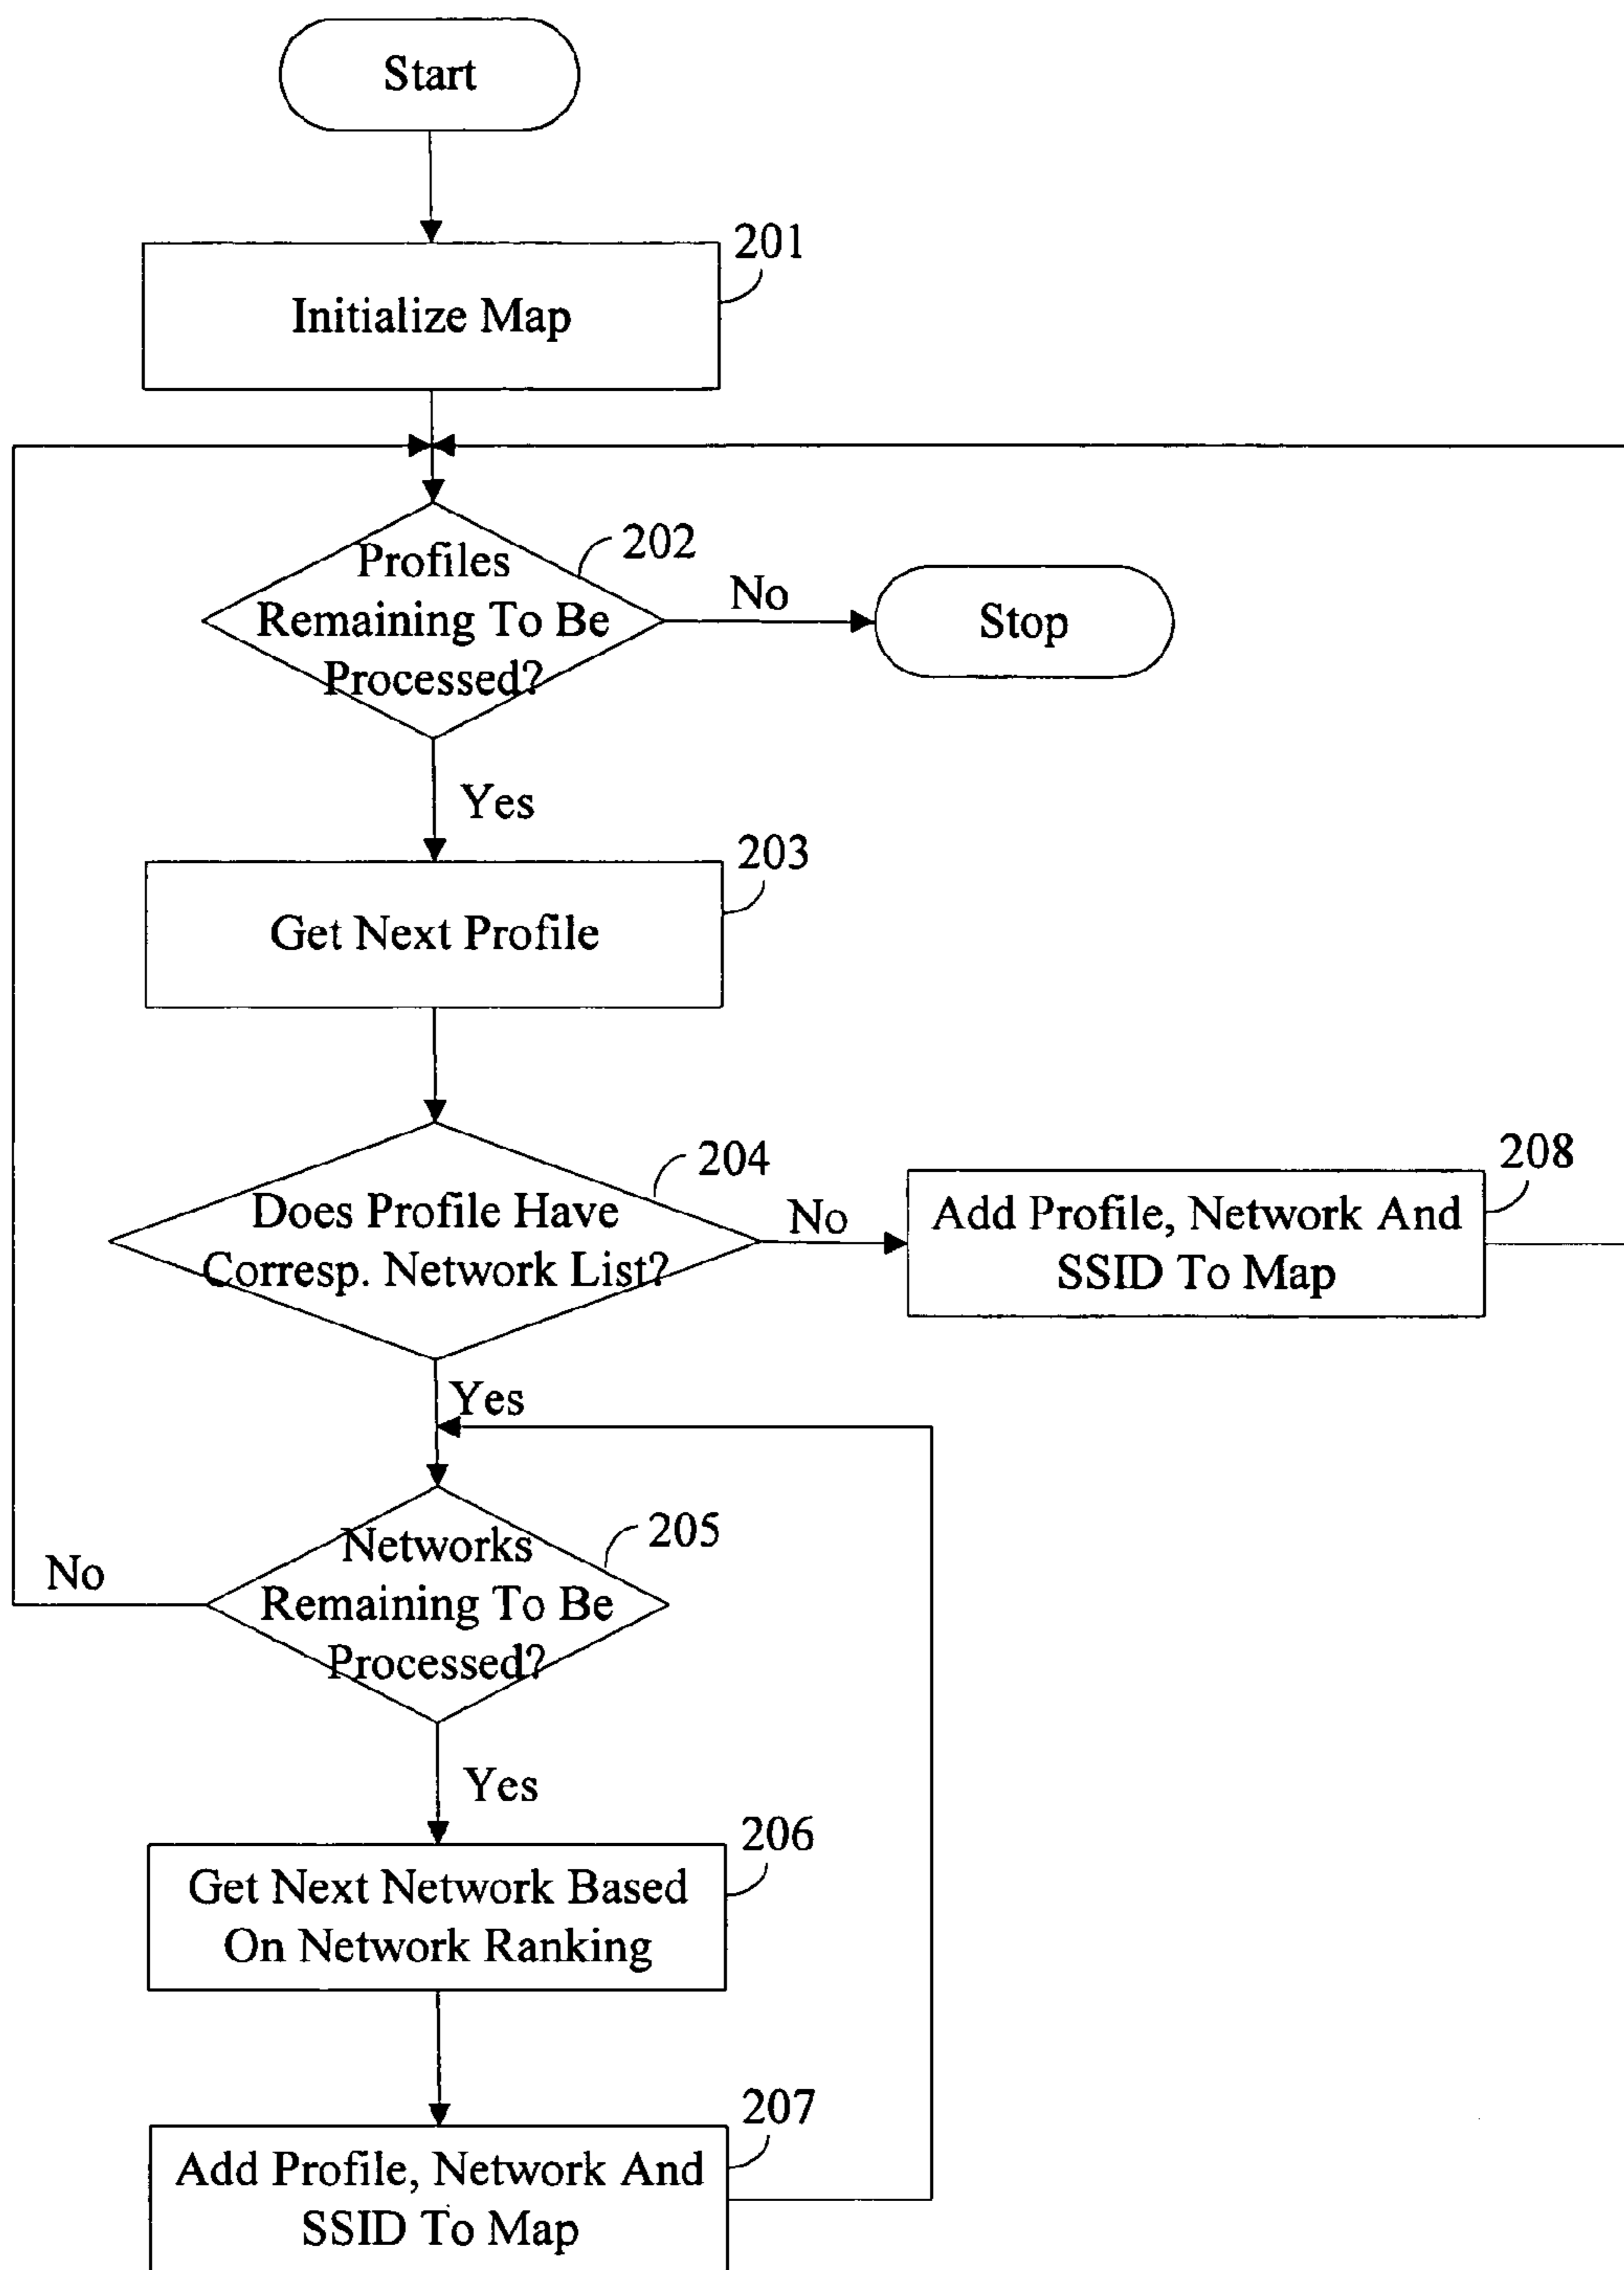 Start
201
Initialize Map
202
Profiles
Remaining To Be
Processed?
No
Stop
Yes
203
Get Next Profile
204
Does Profile Have
Corresp. Network List?
No
208
Add Profile, Network And
SSID To Map
Yes
205
Networks
Remaining To Be
Processed?
No
Yes
206
Get Next Network Based
On Network Ranking
207
Add Profile, Network And
SSID To Map